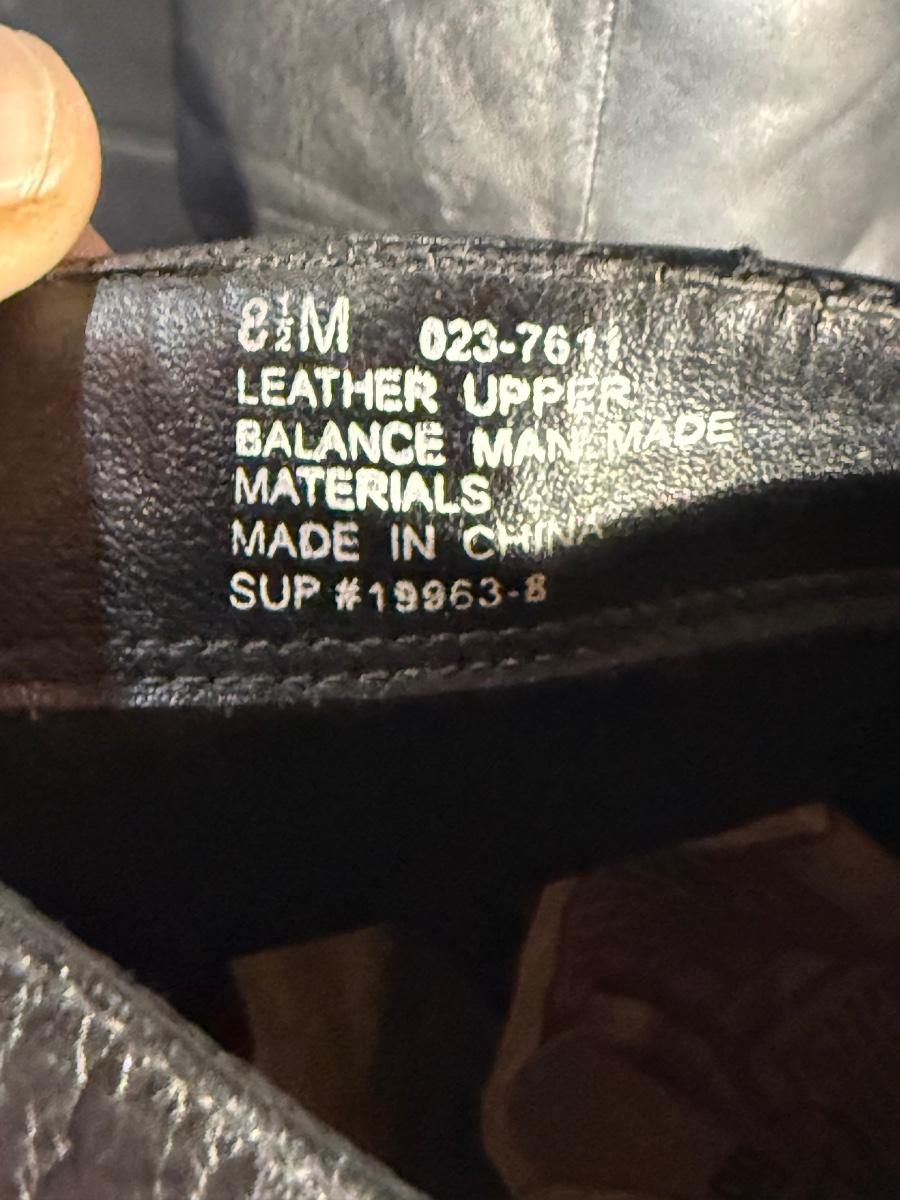 8½M 023-7611
LEATHER UPPER
BALANCE MAN MADE
MATERIALS
MADE IN CHINA
SUP #19963-8